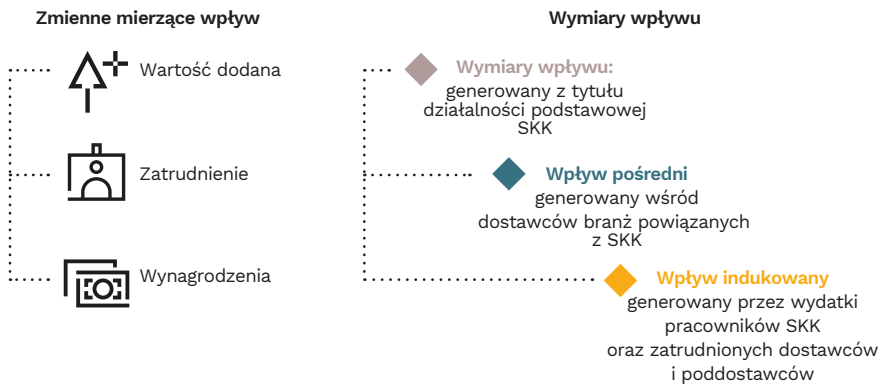 Zmienne mierzące wpływ
Wartość dodana
Zatrudnienie
Wynagrodzenia
Wymiary wpływu
Wymiary wpływu:
generowany z tytułu
działalności podstawowej
SKK
Wpływ pośredni
generowany wśród
dostawców branż powiązanych
z SKK
Wpływ indukowany
generowany przez wydatki
pracowników SKK
oraz zatrudnionych dostawców
i poddostawców